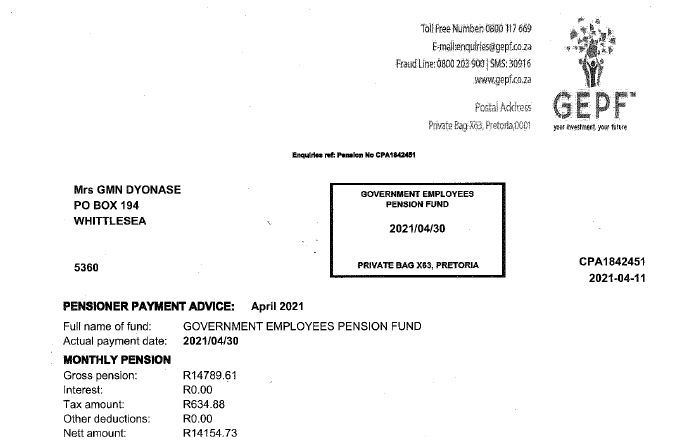 Toll Free Number: 0800 117 669
E-mail:enquiries@gepf.co.za
Fraud Line: 0800 203 900 | SMS: 30916
www.gepf.co.za
Postal Address
Private Bag X63, Pretoria,0001
GEPF™
your investment, your future
Enquiries ref: Pension No CPA1842451
Mrs GMN DYONASE
PO BOX 194
WHITTLESEA
5360
GOVERNMENT EMPLOYEES
PENSION FUND
2021/04/30
PRIVATE BAG X63, PRETORIA
CPA1842451
2021-04-11
PENSIONER PAYMENT ADVICE: April 2021
Full name of fund: GOVERNMENT EMPLOYEES PENSION FUND
Actual payment date: 2021/04/30
MONTHLY PENSION
Gross pension: R14789.61
Interest: R0.00
Tax amount: R634.88
Other deductions: R0.00
Nett amount: R14154.73